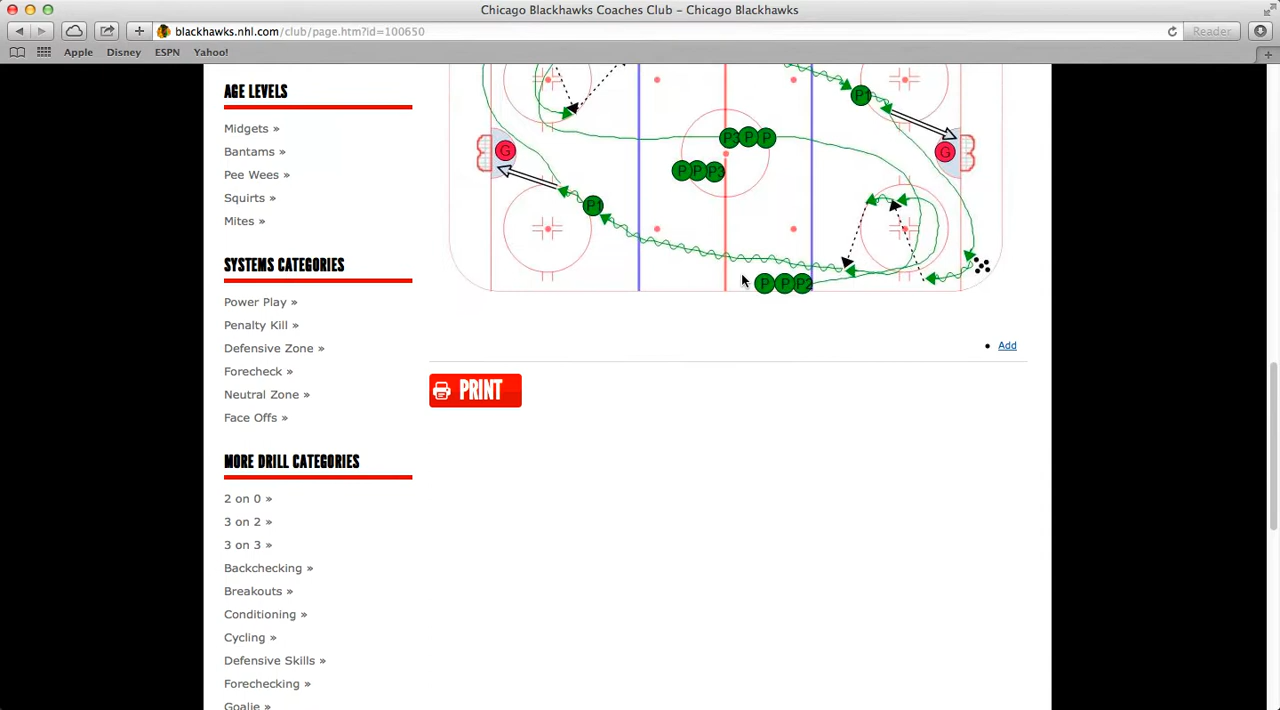 Chicago Blackhawks Coaches Club – Chicago Blackhawks
blackhawks.nhl.com/club/page.htm?id=100650
Reader
Apple Disney ESPN Yahoo!
AGE LEVELS
Midgets »
Bantams »
Pee Wees »
Squirts »
Mites »
SYSTEMS CATEGORIES
Power Play »
Penalty Kill »
Defensive Zone »
Forecheck »
Neutral Zone »
Face Offs »
MORE DRILL CATEGORIES
2 on 0 »
3 on 2 »
3 on 3 »
Backchecking »
Breakouts »
Conditioning »
Cycling »
Defensive Skills »
Forechecking »
Goalie »
P1
P3 P P
G
G
P P P3
P1
P P P2
Add
PRINT